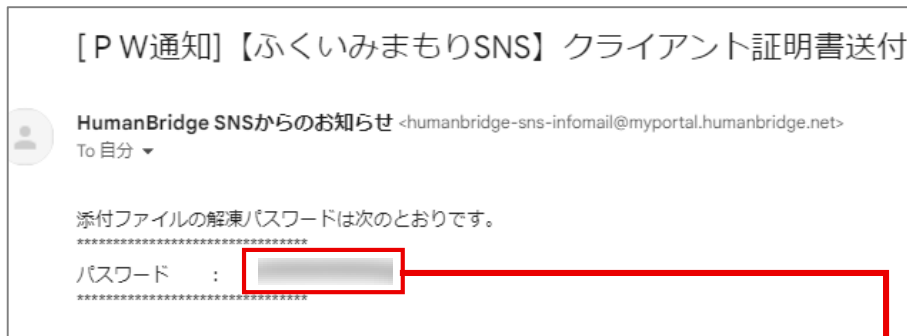 [ＰＷ通知]【ふくいみまもりSNS】クライアント証明書送付
HumanBridge SNSからのお知らせ <humanbridge-sns-infomail@myportal.humanbridge.net>
To 自分
添付ファイルの解凍パスワードは次のとおりです。
********************************
パスワード　　：
********************************